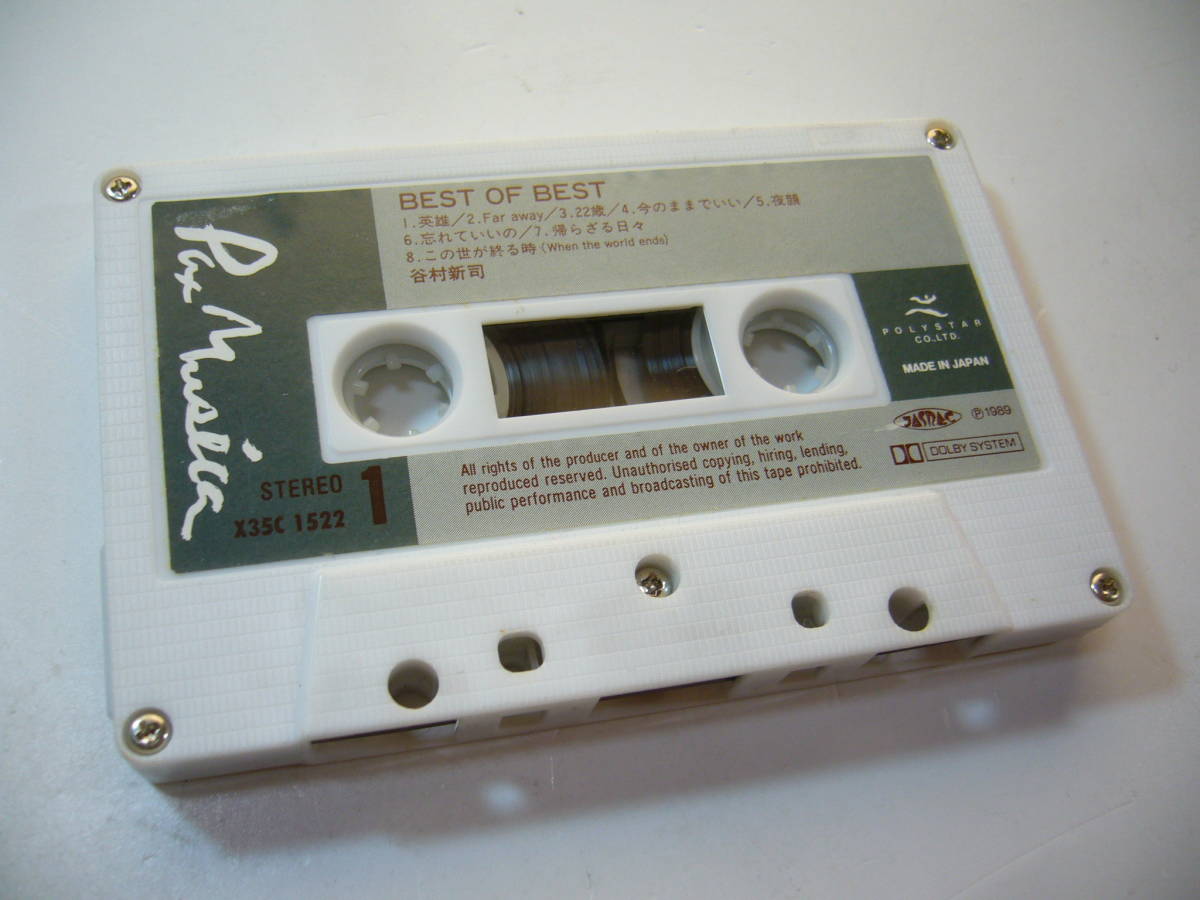 BEST OF BEST
1.英雄/2.Far away/3.22歳/4.今のままでいい/5.夜顔
6.忘れていいの/7.帰らざる日々
8.この世が終る時(When the world ends)
谷村新司
Pax Musica
POLYSTAR
CO.,LTD.
MADE IN JAPAN
JASRAC ℗1989
DOLBY SYSTEM
STEREO 1
X35C 1522
All rights of the producer and of the owner of the work
reproduced reserved. Unauthorised copying, hiring, lending,
public performance and broadcasting of this tape prohibited.